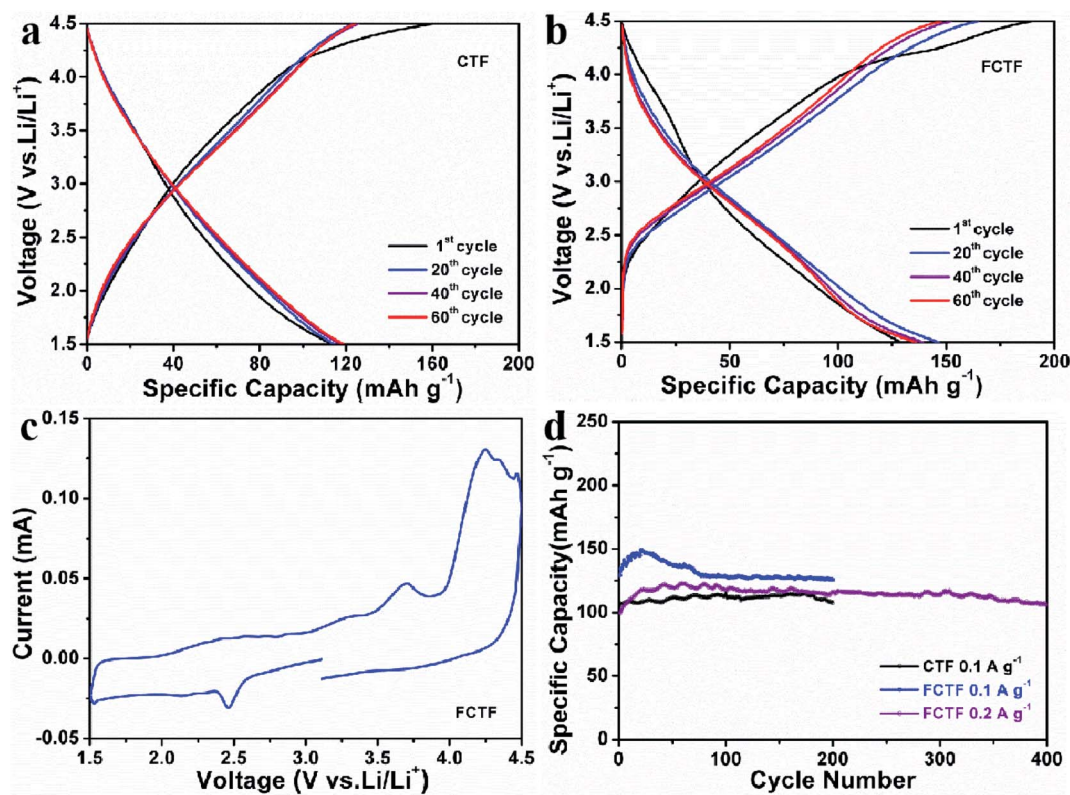 a
CTF
Voltage (V vs.Li/Li⁺)
4.5
4.0
3.5
3.0
2.5
2.0
1.5
1ˢᵗ cycle
20ᵗʰ cycle
40ᵗʰ cycle
60ᵗʰ cycle
0 40 80 120 160 200
Specific Capacity (mAh g⁻¹)
b
FCTF
Voltage (V vs.Li/Li⁺)
4.5
4.0
3.5
3.0
2.5
2.0
1.5
1ˢᵗ cycle
20ᵗʰ cycle
40ᵗʰ cycle
60ᵗʰ cycle
0 50 100 150 200
Specific Capacity (mAh g⁻¹)
c
Current (mA)
0.15
0.10
0.05
0.00
-0.05
FCTF
1.5 2.0 2.5 3.0 3.5 4.0 4.5
Voltage (V vs.Li/Li⁺)
d
Specific Capacity(mAh g⁻¹)
250
200
150
100
50
0
CTF 0.1 A g⁻¹
FCTF 0.1 A g⁻¹
FCTF 0.2 A g⁻¹
0 100 200 300 400
Cycle Number